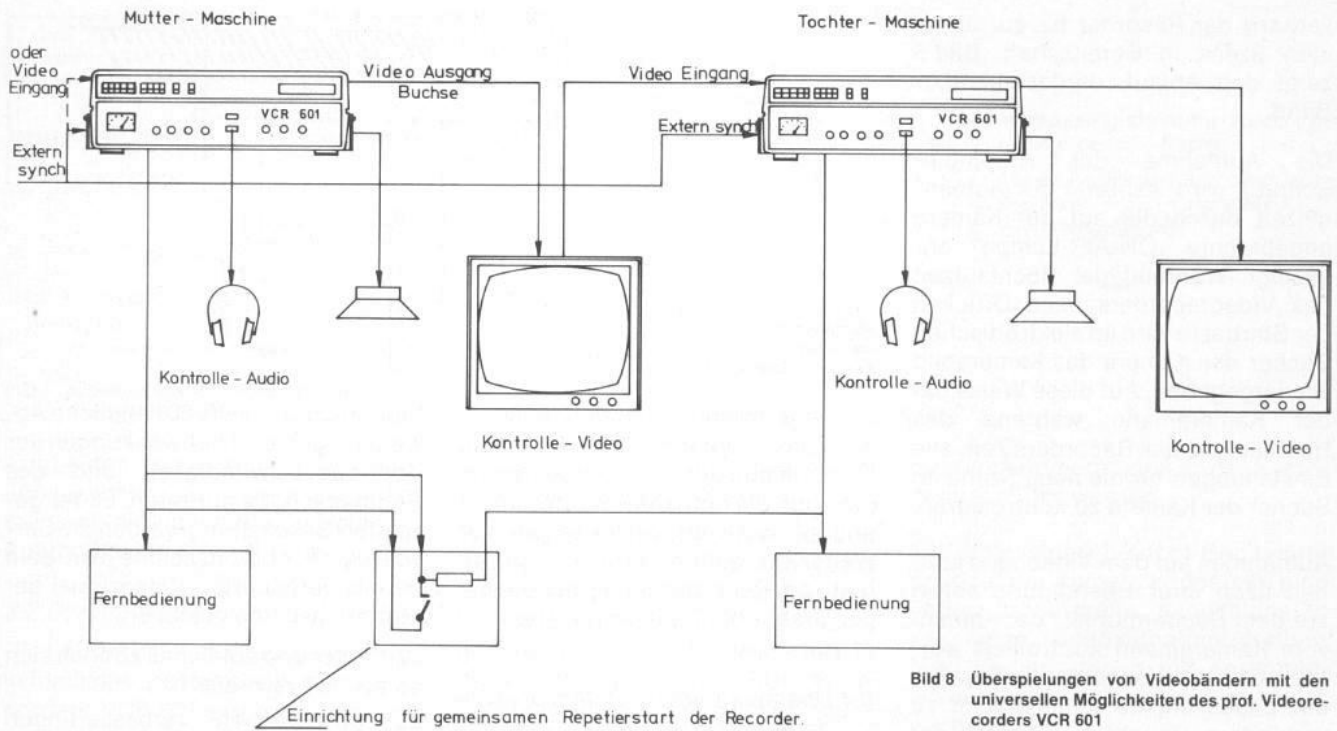 Mutter - Maschine
Tochter - Maschine
oder
Video
Eingang
Extern
synch
VCR 601
Video Ausgang
Buchse
Video Eingang
Extern synch
VCR 601
Kontrolle - Audio
Kontrolle - Video
Kontrolle - Audio
Kontrolle - Video
Fernbedienung
Fernbedienung
Einrichtung für gemeinsamen Repetierstart der Recorder.
Bild 8 Überspielungen von Videobändern mit den
universellen Möglichkeiten des prof. Videore-
corders VCR 601